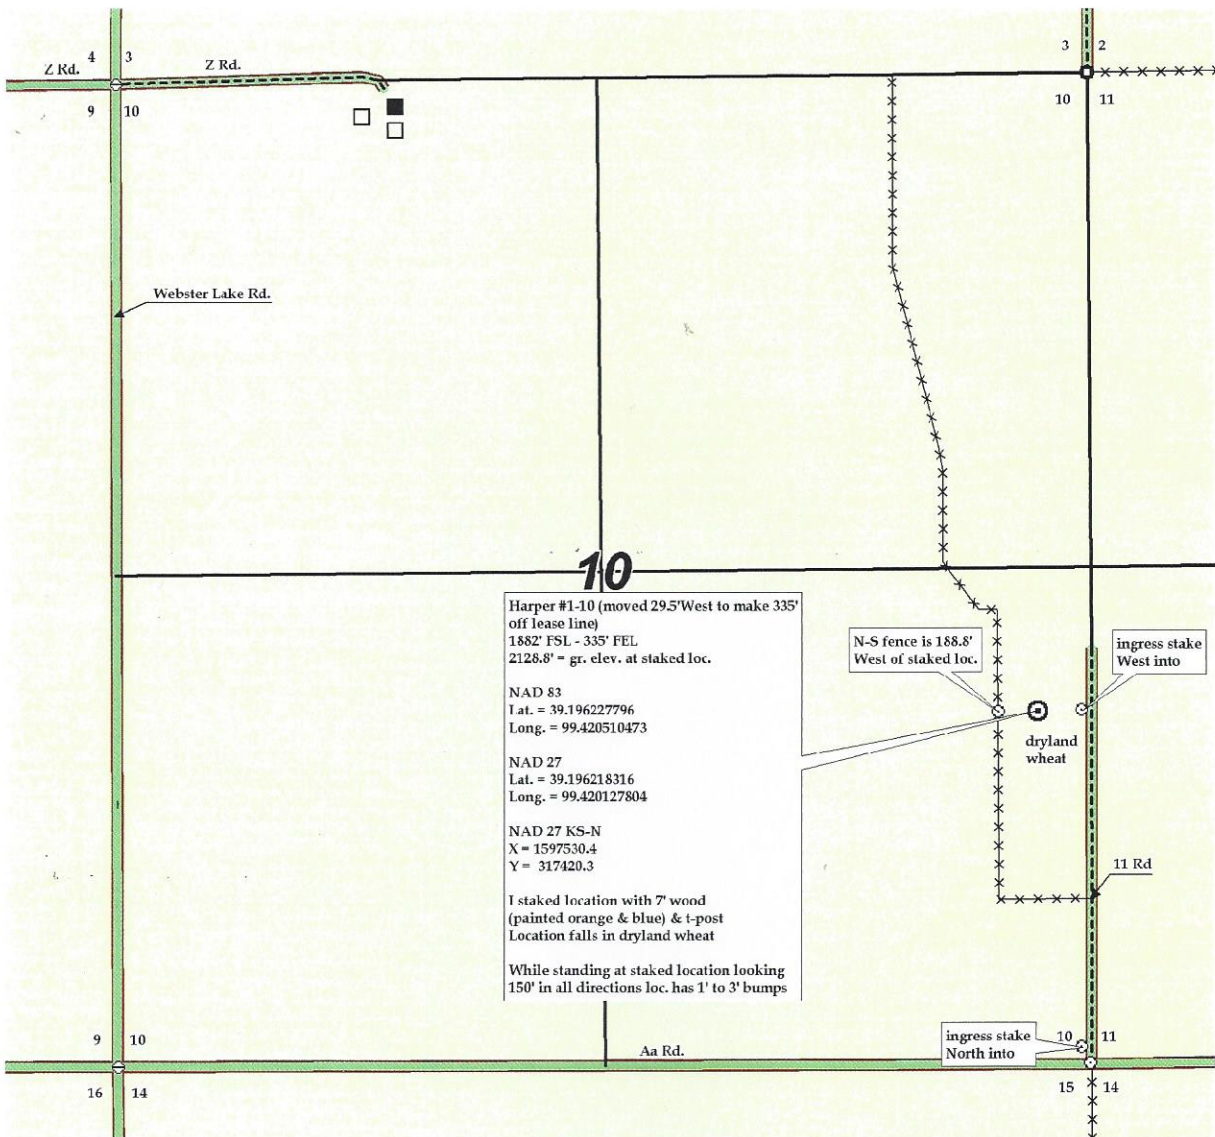 4 3
3 2
Z Rd.
Z Rd.
9 10
10 11
Webster Lake Rd.
10
Harper #1-10 (moved 29.5'West to make 335'
off lease line)
1882' FSL - 335' FEL
2128.8' = gr. elev. at staked loc.
NAD 83
Lat. = 39.196227796
Long. = 99.420510473
NAD 27
Lat. = 39.196218316
Long. = 99.420127804
NAD 27 KS-N
X = 1597530.4
Y = 317420.3
I staked location with 7' wood
(painted orange & blue) & t-post
Location falls in dryland wheat
While standing at staked location looking
150' in all directions loc. has 1' to 3' bumps
N-S fence is 188.8'
West of staked loc.
ingress stake
West into
dryland
wheat
11 Rd
9 10
ingress stake
North into
10 11
Aa Rd.
16 14
15 14